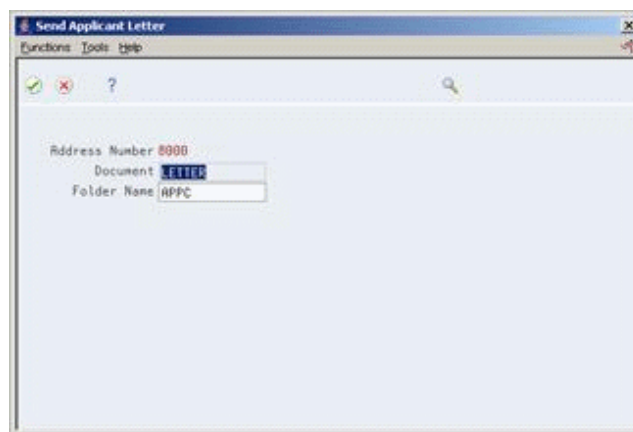 Send Applicant Letter
Functions Tools Help
?
Address Number 8000
Document LETTER
Folder Name APPC